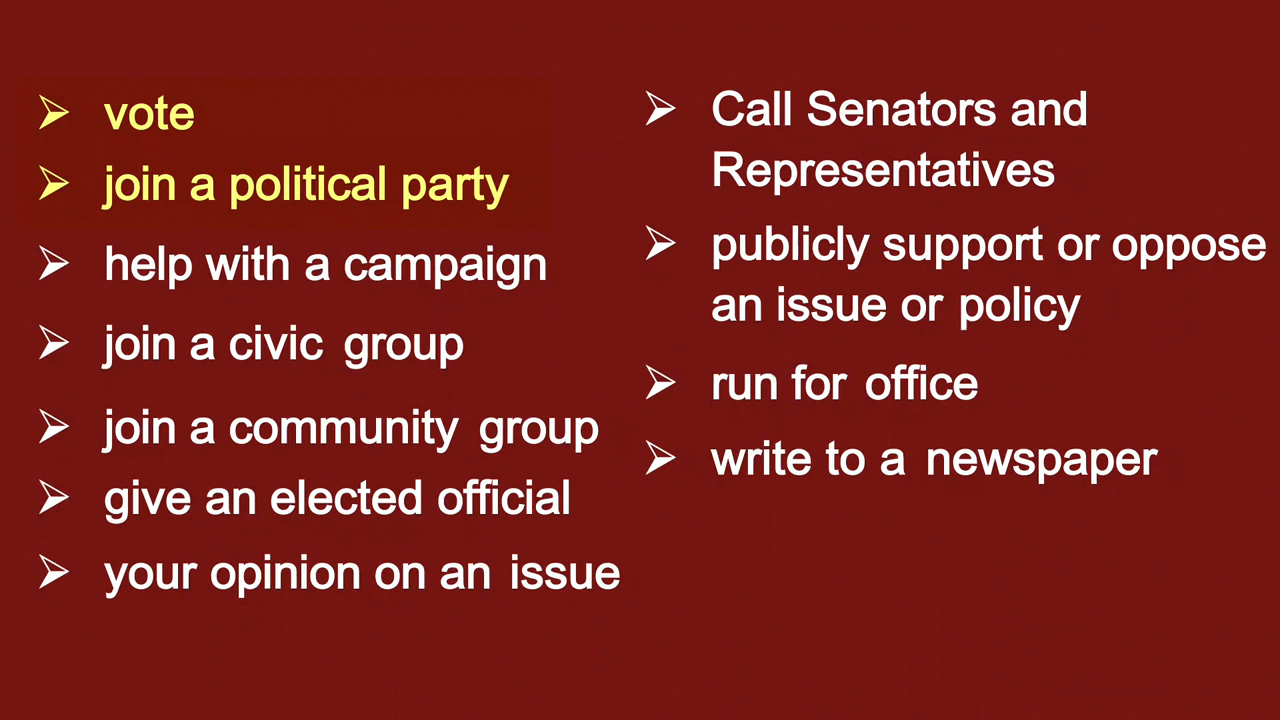 ➢ vote
➢ join a political party
➢ help with a campaign
➢ join a civic group
➢ join a community group
➢ give an elected official
➢ your opinion on an issue
➢ Call Senators and
Representatives
➢ publicly support or oppose
an issue or policy
➢ run for office
➢ write to a newspaper